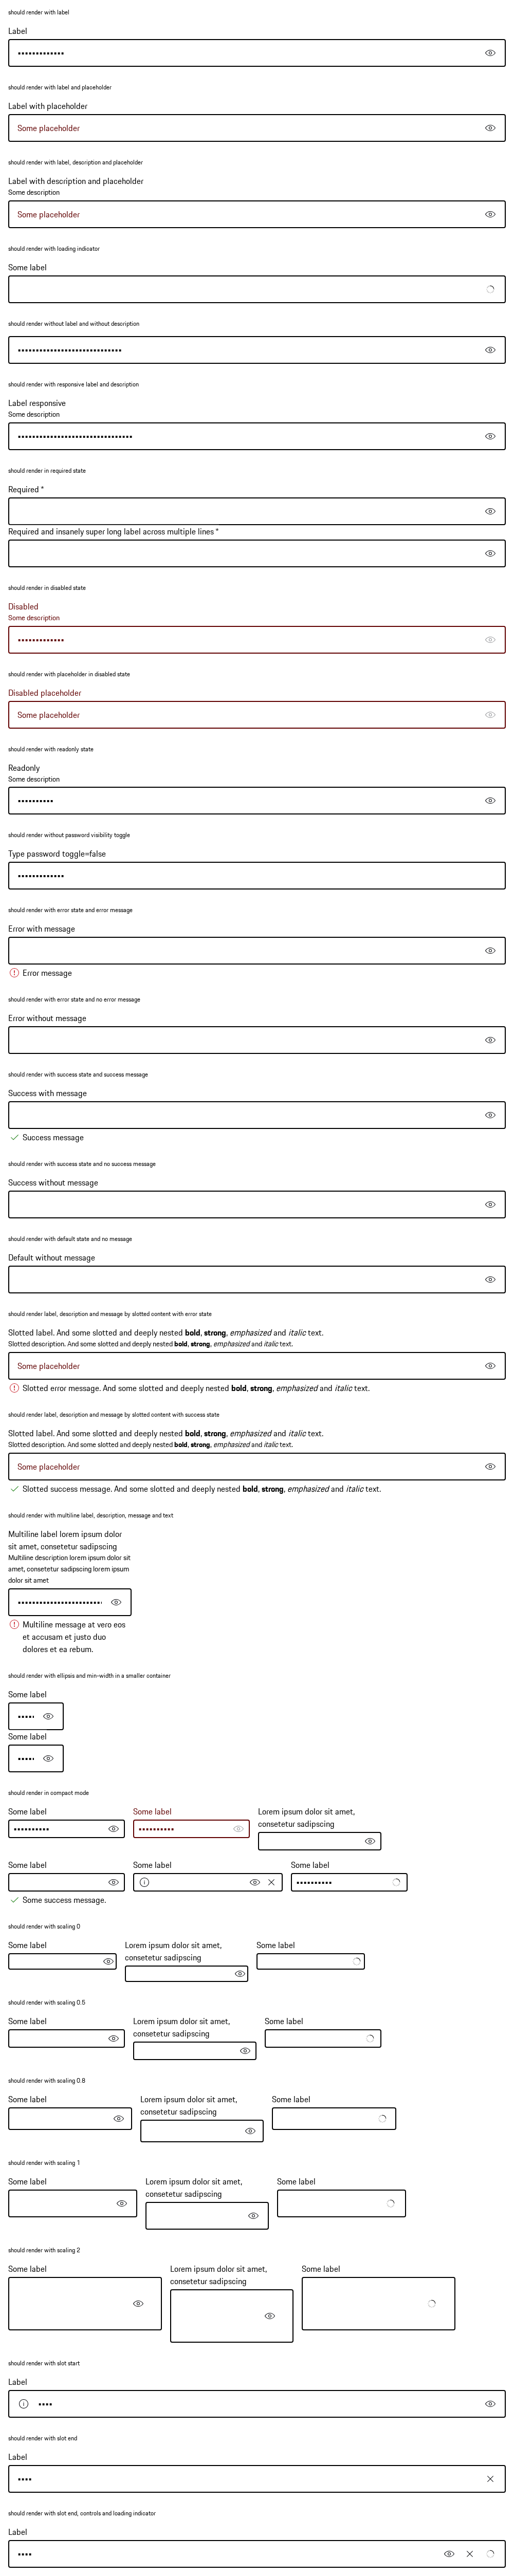 should render with label
Label
•••••••••••••
should render with label and placeholder
Label with placeholder
Some placeholder
should render with label, description and placeholder
Label with description and placeholder
Some description
Some placeholder
should render with loading indicator
Some label
should render without label and without description
•••••••••••••••••••••••••••••
should render with responsive label and description
Label responsive
Some description
••••••••••••••••••••••••••••••••
should render in required state
Required *
Required and insanely super long label across multiple lines *
should render in disabled state
Disabled
Some description
•••••••••••••
should render with placeholder in disabled state
Disabled placeholder
Some placeholder
should render with readonly state
Readonly
Some description
••••••••••
should render without password visibility toggle
Type password toggle=false
•••••••••••••
should render with error state and error message
Error with message
Error message
should render with error state and no error message
Error without message
should render with success state and success message
Success with message
Success message
should render with success state and no success message
Success without message
should render with default state and no message
Default without message
should render label, description and message by slotted content with error state
Slotted label. And some slotted and deeply nested bold, strong, emphasized and italic text.
Slotted description. And some slotted and deeply nested bold, strong, emphasized and italic text.
Some placeholder
Slotted error message. And some slotted and deeply nested bold, strong, emphasized and italic text.
should render label, description and message by slotted content with success state
Slotted label. And some slotted and deeply nested bold, strong, emphasized and italic text.
Slotted description. And some slotted and deeply nested bold, strong, emphasized and italic text.
Some placeholder
Slotted success message. And some slotted and deeply nested bold, strong, emphasized and italic text.
should render with multiline label, description, message and text
Multiline label lorem ipsum dolor
sit amet, consetetur sadipscing
Multiline description lorem ipsum dolor sit
amet, consetetur sadipscing lorem ipsum
dolor sit amet
••••••••••••••••••••••••
Multiline message at vero eos
et accusam et justo duo
dolores et ea rebum.
should render with ellipsis and min-width in a smaller container
Some label
•••••
Some label
•••••
should render in compact mode
Some label
••••••••••
Some label
••••••••••
Lorem ipsum dolor sit amet,
consetetur sadipscing
Some label
Some success message.
Some label
Some label
••••••••••
should render with scaling 0
Some label
Lorem ipsum dolor sit amet,
consetetur sadipscing
Some label
should render with scaling 0.5
Some label
Lorem ipsum dolor sit amet,
consetetur sadipscing
Some label
should render with scaling 0.8
Some label
Lorem ipsum dolor sit amet,
consetetur sadipscing
Some label
should render with scaling 1
Some label
Lorem ipsum dolor sit amet,
consetetur sadipscing
Some label
should render with scaling 2
Some label
Lorem ipsum dolor sit amet,
consetetur sadipscing
Some label
should render with slot start
Label
••••
should render with slot end
Label
••••
should render with slot end, controls and loading indicator
Label
••••